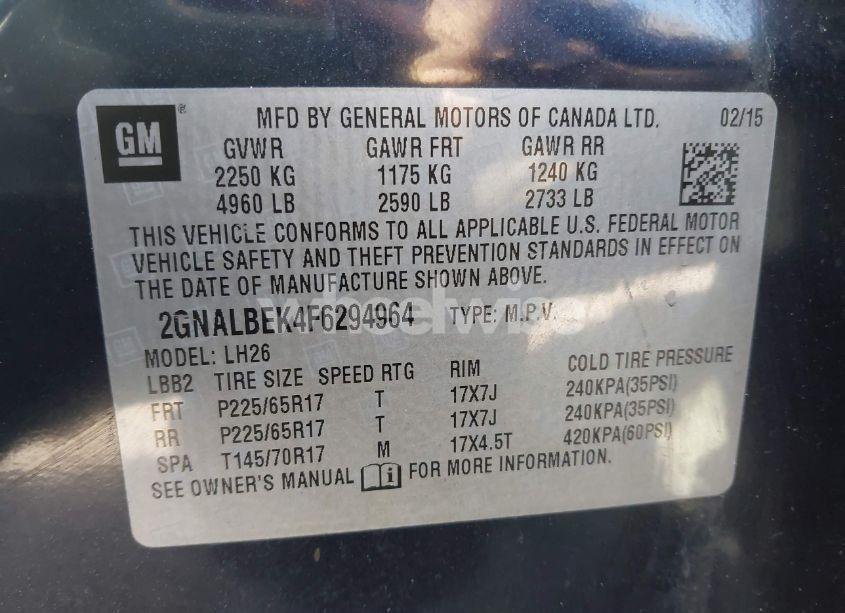 GM ®
MFD BY GENERAL MOTORS OF CANADA LTD. 02/15
GVWR GAWR FRT GAWR RR
2250 KG 1175 KG 1240 KG
4960 LB 2590 LB 2733 LB
THIS VEHICLE CONFORMS TO ALL APPLICABLE U.S. FEDERAL MOTOR
VEHICLE SAFETY AND THEFT PREVENTION STANDARDS IN EFFECT ON
THE DATE OF MANUFACTURE SHOWN ABOVE.
2GNALBEK4F6294964 TYPE: M.P.V.
wheelwise
MODEL: LH26
LBB2 TIRE SIZE SPEED RTG RIM COLD TIRE PRESSURE
FRT P225/65R17 T 17X7J 240KPA(35PSI)
RR P225/65R17 T 17X7J 240KPA(35PSI)
SPA T145/70R17 M 17X4.5T 420KPA(60PSI)
SEE OWNER'S MANUAL i FOR MORE INFORMATION.